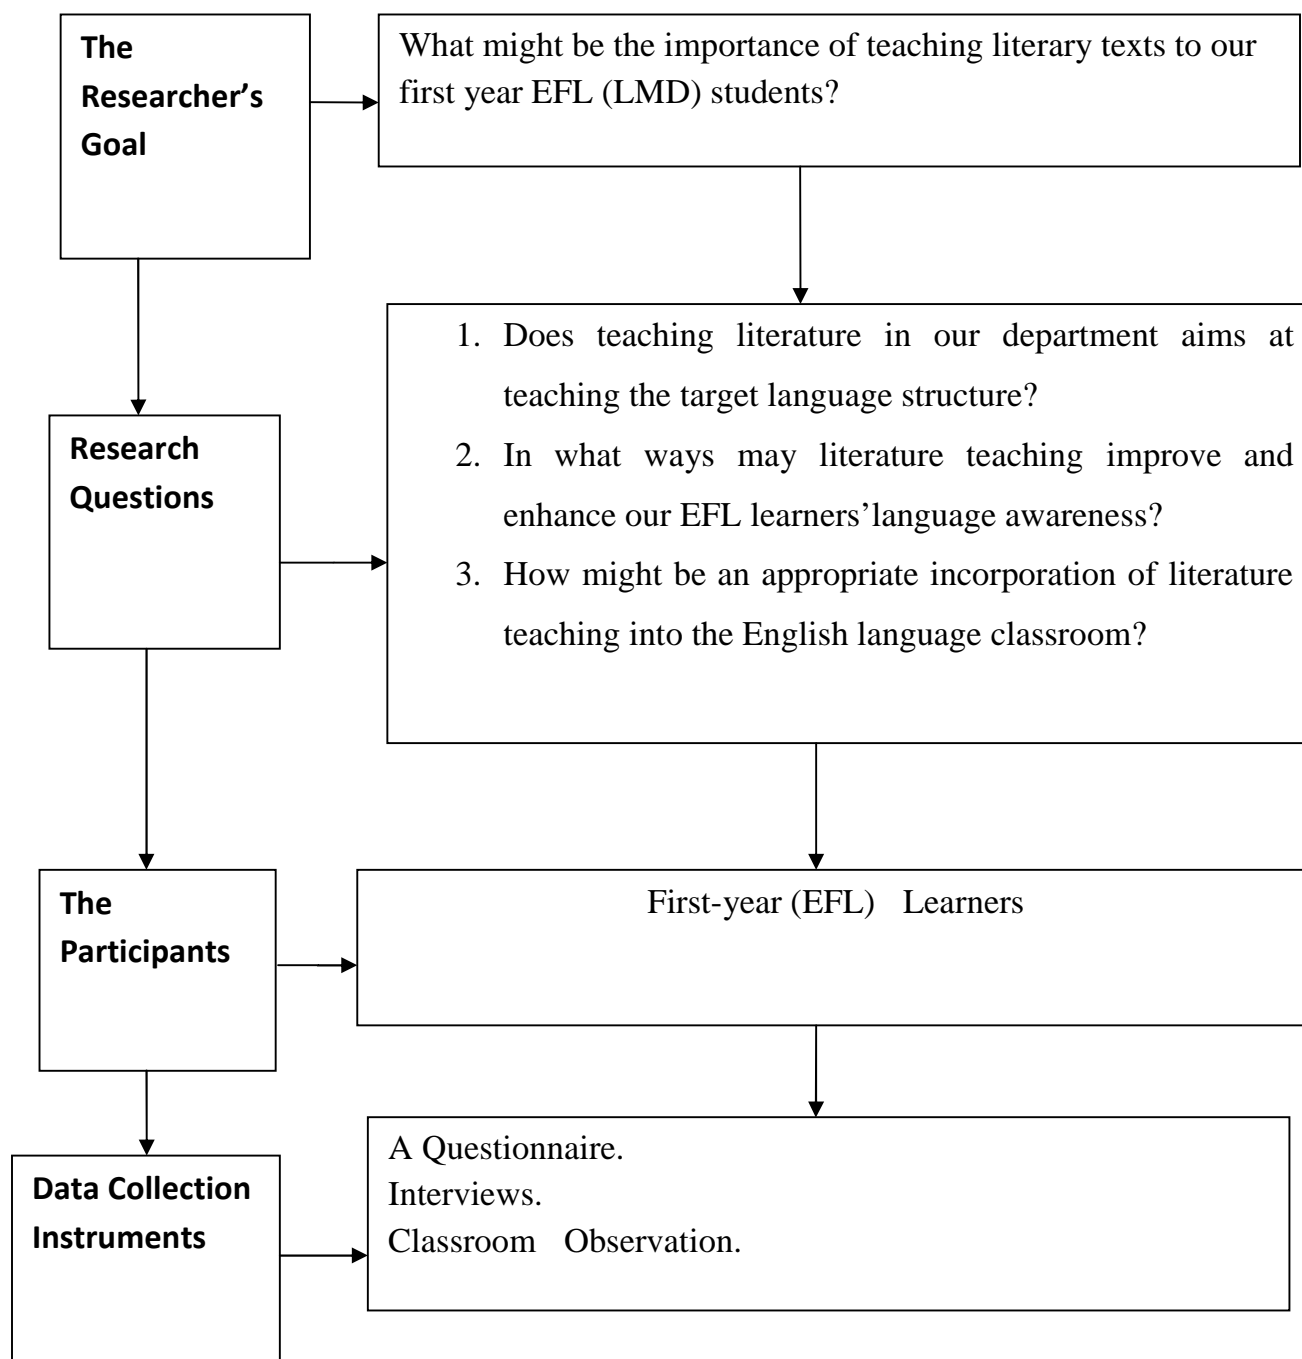 The
Researcher's
Goal
What might be the importance of teaching literary texts to our
first year EFL (LMD) students?
Research
Questions
1. Does teaching literature in our department aims at
teaching the target language structure?
2. In what ways may literature teaching improve and
enhance our EFL learners'language awareness?
3. How might be an appropriate incorporation of literature
teaching into the English language classroom?
The
Participants
First-year (EFL) Learners
Data Collection
Instruments
A Questionnaire.
Interviews.
Classroom Observation.